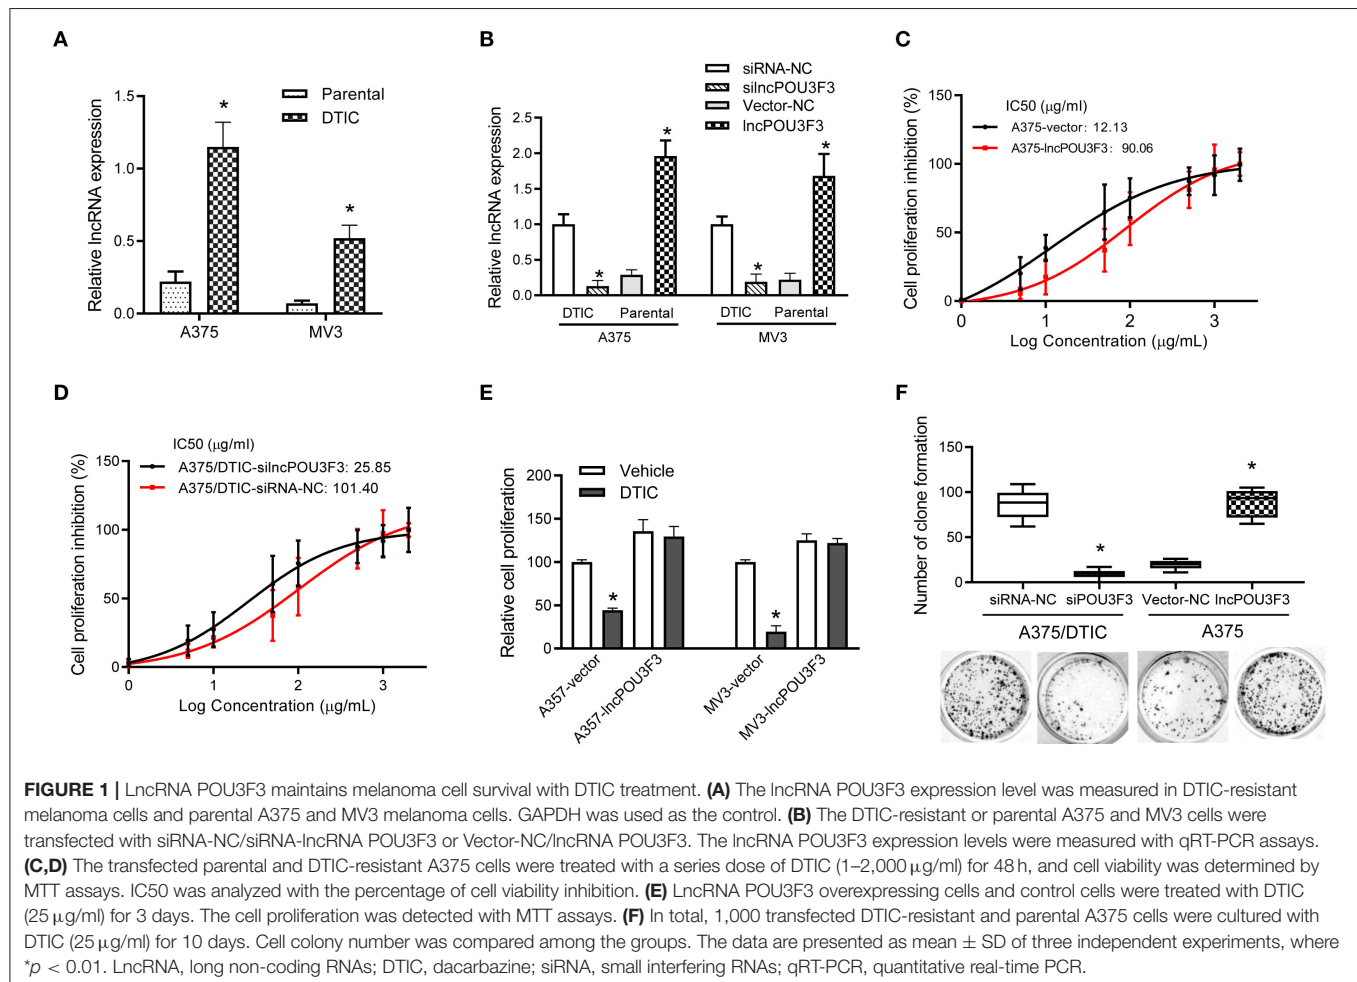 A
Relative lncRNA expression
1.5
1.0
0.5
0.0
*
*
Parental
DTIC
A375
MV3
B
Relative lncRNA expression
2.5
2.0
1.5
1.0
0.5
0.0
siRNA-NC
silncPOU3F3
Vector-NC
lncPOU3F3
*
*
*
*
DTIC Parental DTIC Parental
A375 MV3
C
Cell proliferation inhibition (%)
150
100
50
0
IC50 (μg/ml)
A375-vector: 12.13
A375-lncPOU3F3: 90.06
0 1 2 3
Log Concentration (μg/mL)
D
Cell proliferation inhibition (%)
150
100
50
0
IC50 (μg/ml)
A375/DTIC-silncPOU3F3: 25.85
A375/DTIC-siRNA-NC: 101.40
0 1 2 3
Log Concentration (μg/mL)
E
Relative cell proliferation
200
150
100
50
0
Vehicle
DTIC
*
*
A357-vector
A357-lncPOU3F3
MV3-vector
MV3-lncPOU3F3
F
Number of clone formation
150
100
50
0
*
*
siRNA-NC siPOU3F3 Vector-NC lncPOU3F3
A375/DTIC A375
FIGURE 1 | LncRNA POU3F3 maintains melanoma cell survival with DTIC treatment. (A) The lncRNA POU3F3 expression level was measured in DTIC-resistant
melanoma cells and parental A375 and MV3 melanoma cells. GAPDH was used as the control. (B) The DTIC-resistant or parental A375 and MV3 cells were
transfected with siRNA-NC/siRNA-lncRNA POU3F3 or Vector-NC/lncRNA POU3F3. The lncRNA POU3F3 expression levels were measured with qRT-PCR assays.
(C,D) The transfected parental and DTIC-resistant A375 cells were treated with a series dose of DTIC (1–2,000 μg/ml) for 48 h, and cell viability was determined by
MTT assays. IC50 was analyzed with the percentage of cell viability inhibition. (E) LncRNA POU3F3 overexpressing cells and control cells were treated with DTIC
(25 μg/ml) for 3 days. The cell proliferation was detected with MTT assays. (F) In total, 1,000 transfected DTIC-resistant and parental A375 cells were cultured with
DTIC (25 μg/ml) for 10 days. Cell colony number was compared among the groups. The data are presented as mean ± SD of three independent experiments, where
*p < 0.01. LncRNA, long non-coding RNAs; DTIC, dacarbazine; siRNA, small interfering RNAs; qRT-PCR, quantitative real-time PCR.